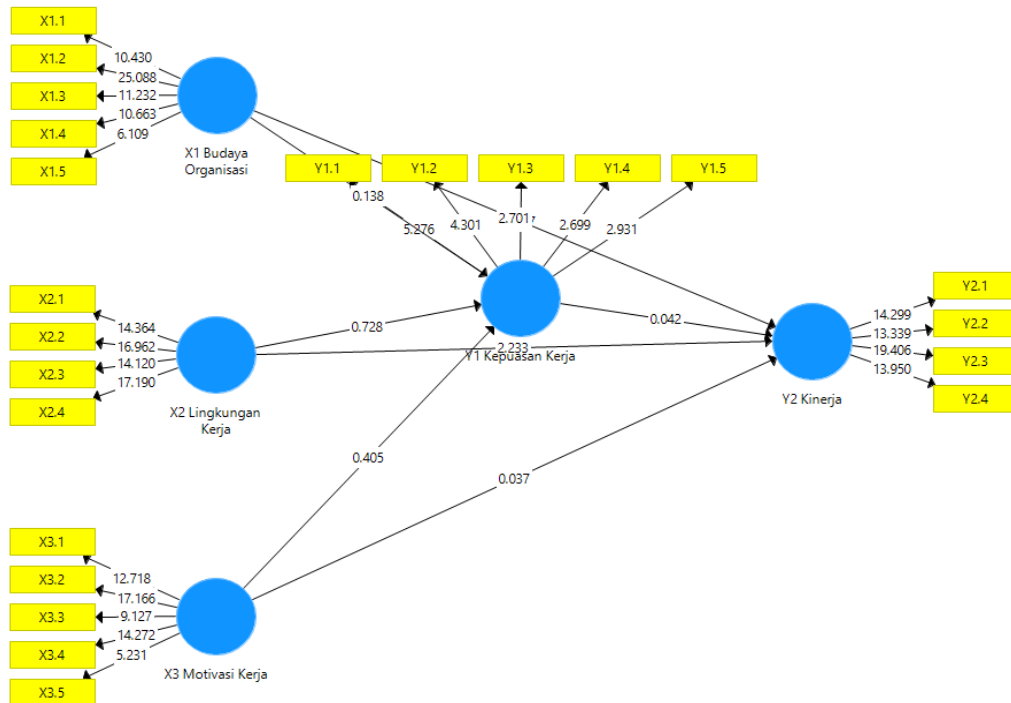 X1.1
X1.2
X1.3
X1.4
X1.5
10.430
25.088
11.232
10.663
6.109
X1 Budaya
Organisasi
Y1.1
Y1.2
Y1.3
Y1.4
Y1.5
0.138
5.276
4.301
2.701
2.699
2.931
X2.1
X2.2
X2.3
X2.4
14.364
16.962
14.120
17.190
X2 Lingkungan
Kerja
0.728
2.233
Y1 Kepuasan Kerja
0.042
Y2.1
Y2.2
Y2.3
Y2.4
14.299
13.339
19.406
13.950
Y2 Kinerja
0.405
0.037
X3.1
X3.2
X3.3
X3.4
X3.5
12.718
17.166
9.127
14.272
5.231
X3 Motivasi Kerja